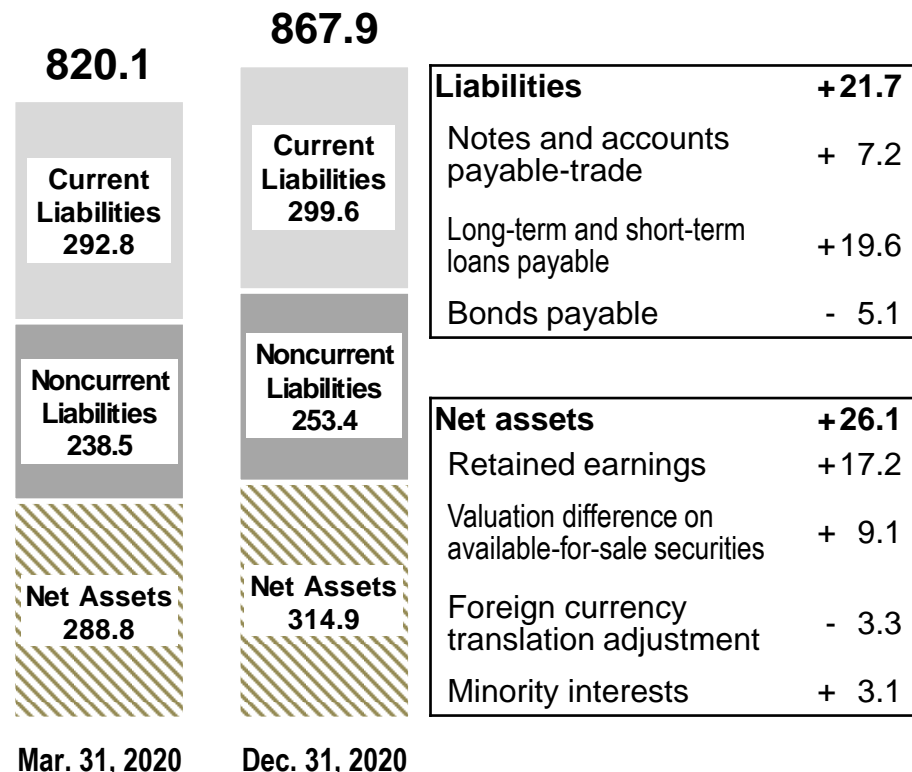 820.1
Current
Liabilities
292.8
Noncurrent
Liabilities
238.5
Net Assets
288.8
Mar. 31, 2020
867.9
Current
Liabilities
299.6
Noncurrent
Liabilities
253.4
Net Assets
314.9
Dec. 31, 2020
Liabilities +21.7
Notes and accounts
payable-trade + 7.2
Long-term and short-term
loans payable +19.6
Bonds payable - 5.1
Net assets +26.1
Retained earnings +17.2
Valuation difference on
available-for-sale securities + 9.1
Foreign currency
translation adjustment - 3.3
Minority interests + 3.1